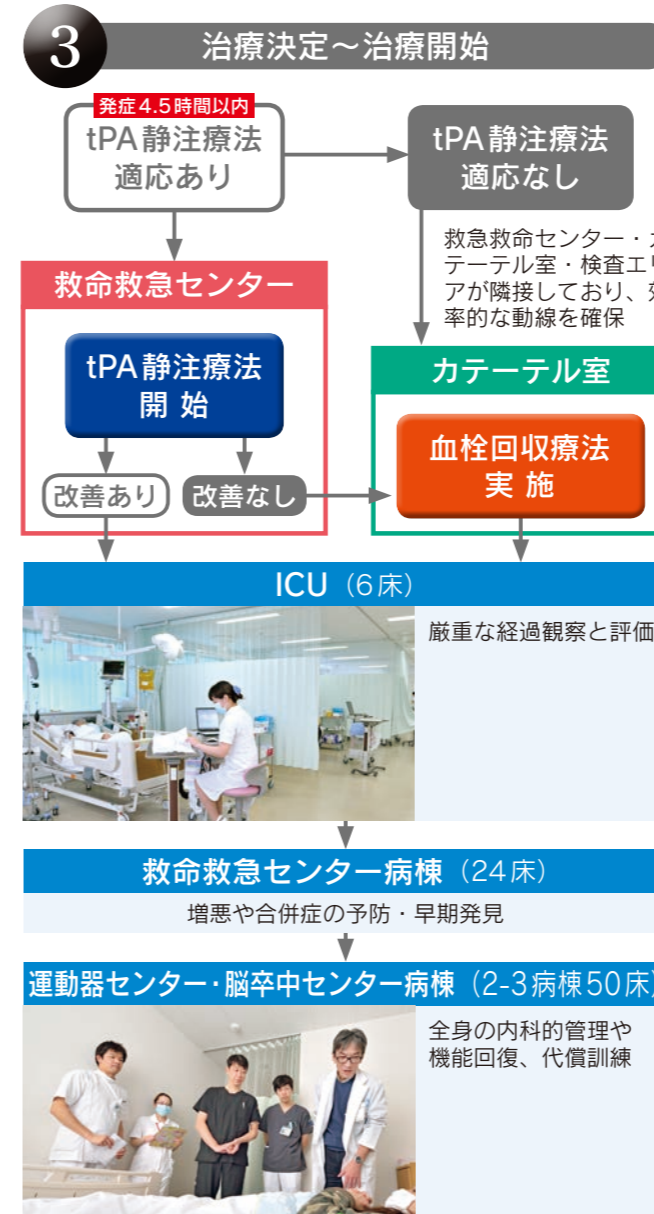 3
治療決定～治療開始
発症4.5時間以内
tPA静注療法
適応あり
tPA静注療法
適応なし
救急救命センター・
テーテル室・検査エリ
アが隣接しており、効
率的な動線を確保
救命救急センター
tPA静注療法
開 始
改善あり
改善なし
カテーテル室
血栓回収療法
実 施
ICU（6床）
厳重な経過観察と評価
救命救急センター病棟（24床）
増悪や合併症の予防・早期発見
運動器センター・脳卒中センター病棟（2-3病棟50床）
全身の内科的管理や
機能回復、代償訓練